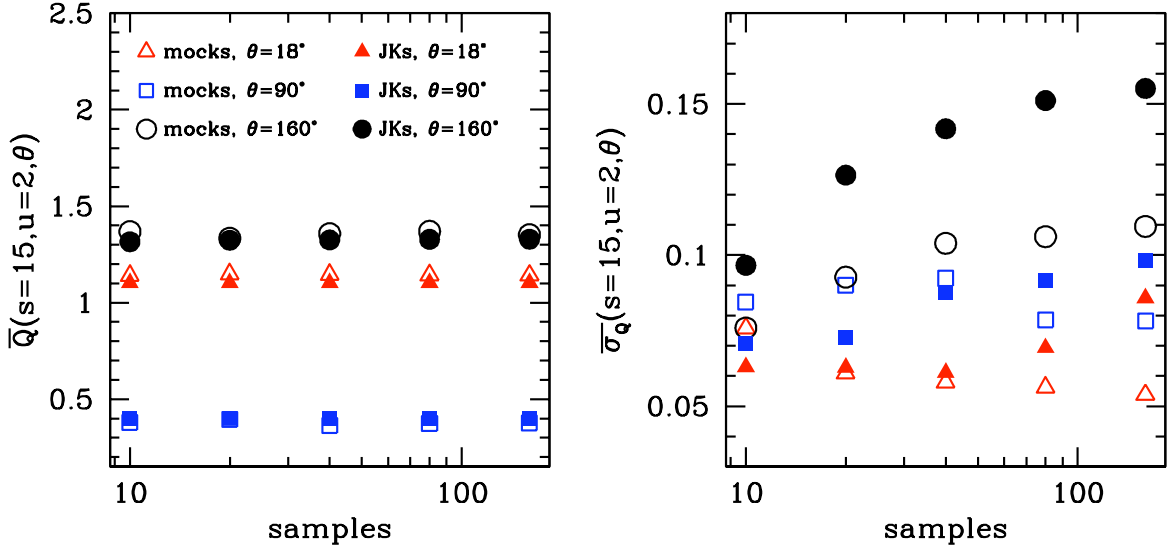 2.5
2
1.5
1
0.5
Q̅(s=15,u=2,θ)
mocks, θ=18° JKs, θ=18°
mocks, θ=90° JKs, θ=90°
mocks, θ=160° JKs, θ=160°
10 100
samples
0.15
0.1
0.05
σ̅_Q(s=15,u=2,θ)
10 100
samples